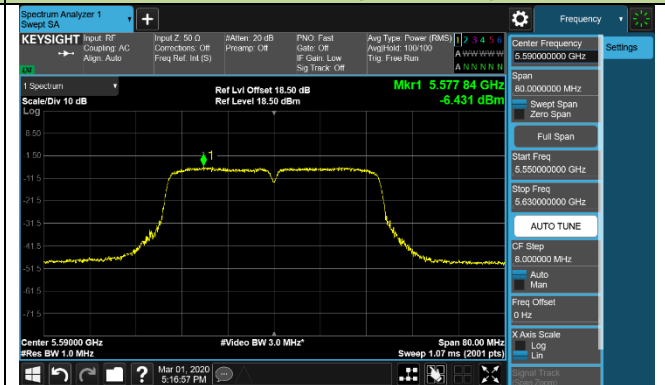 Spectrum Analyzer 1
Swept SA
Frequency
KEYSIGHT
Input: RF
Coupling: AC
Align: Auto
Input Z: 50 Ω
Corrections: Off
Freq Ref: Int (S)
#Atten: 20 dB
Preamp: Off
PNO: Fast
Gate: Off
IF Gain: Low
Sig Track: Off
Avg Type: Power (RMS)
Avg|Hold: 100/100
Trig: Free Run
1 2 3 4 5 6
A W W W W W
A N N N N N
LXI
1 Spectrum
Scale/Div 10 dB
Log
Ref Lvl Offset 18.50 dB
Ref Level 18.50 dBm
Mkr1 5.577 84 GHz
-6.431 dBm
8.50
-1.50
-11.5
-21.5
-31.5
-41.5
-51.5
-61.5
-71.5
1
Center 5.59000 GHz
#Res BW 1.0 MHz
#Video BW 3.0 MHz*
Span 80.00 MHz
Sweep 1.07 ms (2001 pts)
Center Frequency
5.590000000 GHz
Settings
Span
80.0000000 MHz
Swept Span
Zero Span
Full Span
Start Freq
5.550000000 GHz
Stop Freq
5.630000000 GHz
AUTO TUNE
CF Step
8.000000 MHz
Auto
Man
Freq Offset
0 Hz
X Axis Scale
Log
Lin
Signal Track
(Span Zoom)
Mar 01, 2020
5:16:57 PM